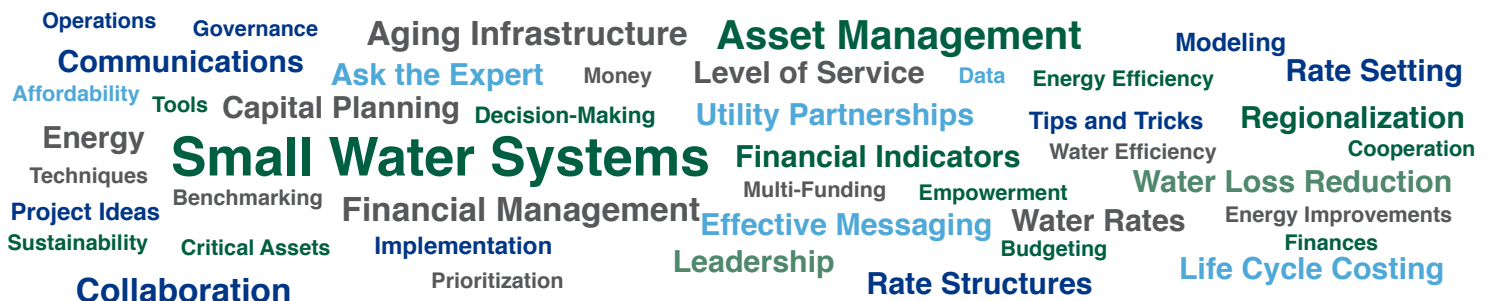 Operations
Governance
Aging Infrastructure
Asset Management
Modeling
Communications
Ask the Expert
Money
Level of Service
Data
Energy Efficiency
Rate Setting
Affordability
Tools
Capital Planning
Decision-Making
Utility Partnerships
Tips and Tricks
Regionalization
Energy
Small Water Systems
Financial Indicators
Water Efficiency
Cooperation
Techniques
Benchmarking
Multi-Funding
Empowerment
Water Loss Reduction
Project Ideas
Financial Management
Effective Messaging
Water Rates
Energy Improvements
Sustainability
Critical Assets
Implementation
Budgeting
Finances
Leadership
Life Cycle Costing
Collaboration
Prioritization
Rate Structures